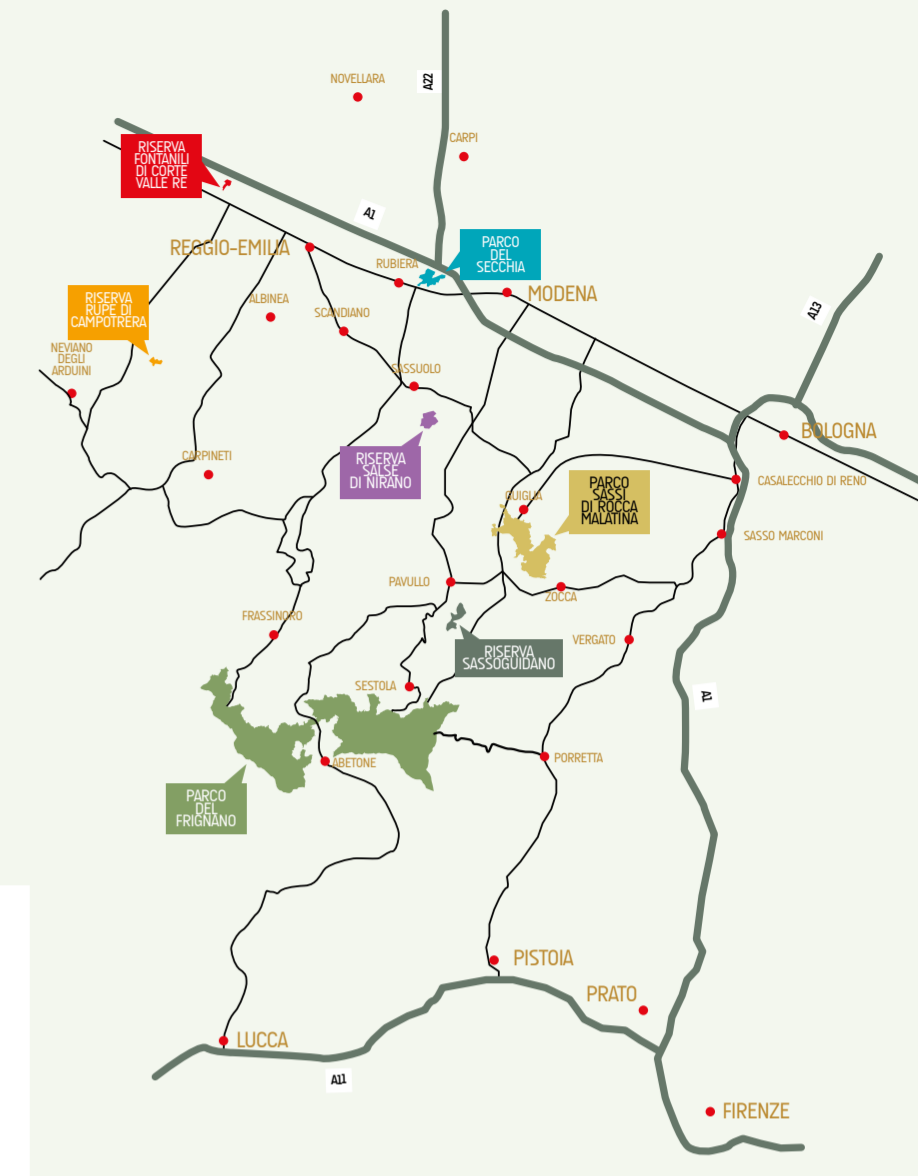 NOVELLARA
A22
CARPI
RISERVA
FONTANILI
DI CORTE
VALLE RE
A1
REGGIO-EMILIA
PARCO
DEL
SECCHIA
RUBIERA
MODENA
RISERVA
RUPE DI
CAMPOTRERA
ALBINEA
SCANDIANO
A13
NEVIANO
DEGLI
ARDUINI
SASSUOLO
BOLOGNA
CARPINETI
RISERVA
SALSE
DI NIRANO
GUIGLIA
PARCO
SASSI
DI ROCCA
MALATINA
CASALECCHIO DI RENO
SASSO MARCONI
PAVULLO
ZOCCA
FRASSINORO
VERGATO
RISERVA
SASSOGUIDANO
SESTOLA
A1
ABETONE
PORRETTA
PARCO
DEL
FRIGNANO
PISTOIA
PRATO
LUCCA
A11
FIRENZE